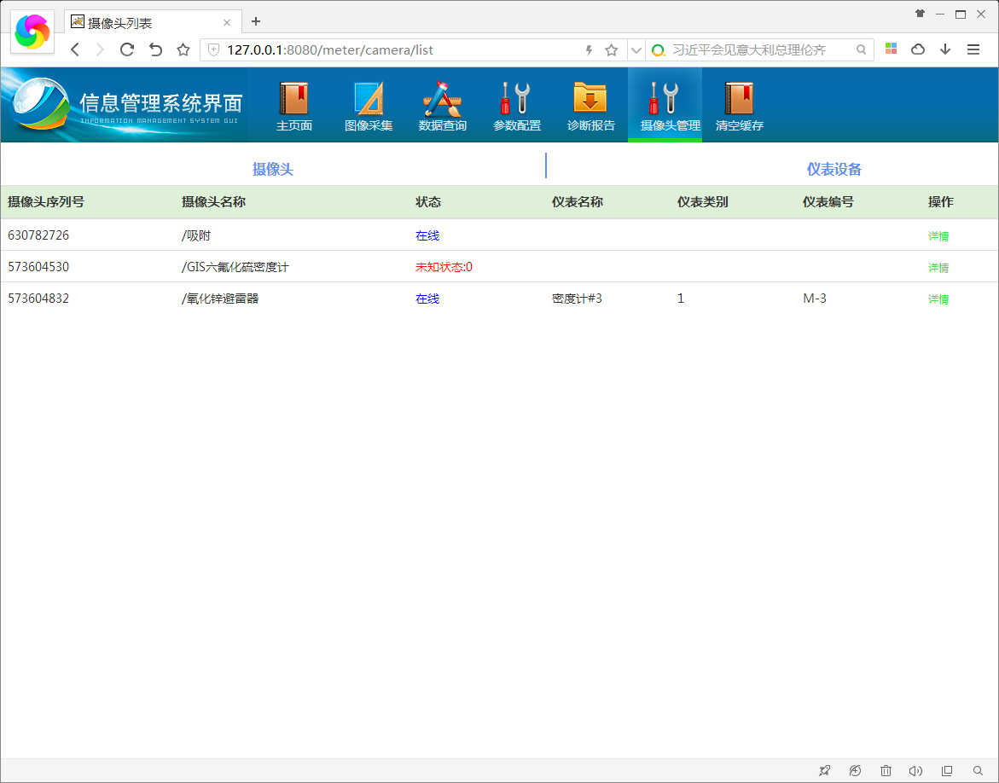 摄像头列表
127.0.0.1:8080/meter/camera/list
习近平会见意大利总理伦齐
信息管理系统界面
INFORMATION MANAGEMENT SYSTEM GUI
主页面 图像采集 数据查询 参数配置 诊断报告 摄像头管理 清空缓存
摄像头 仪表设备
摄像头序列号 摄像头名称 状态 仪表名称 仪表类别 仪表编号 操作
630782726 /吸附 在线 详情
573604530 /GIS六氟化硫密度计 未知状态:0 详情
573604832 /氧化锌避雷器 在线 密度计#3 1 M-3 详情